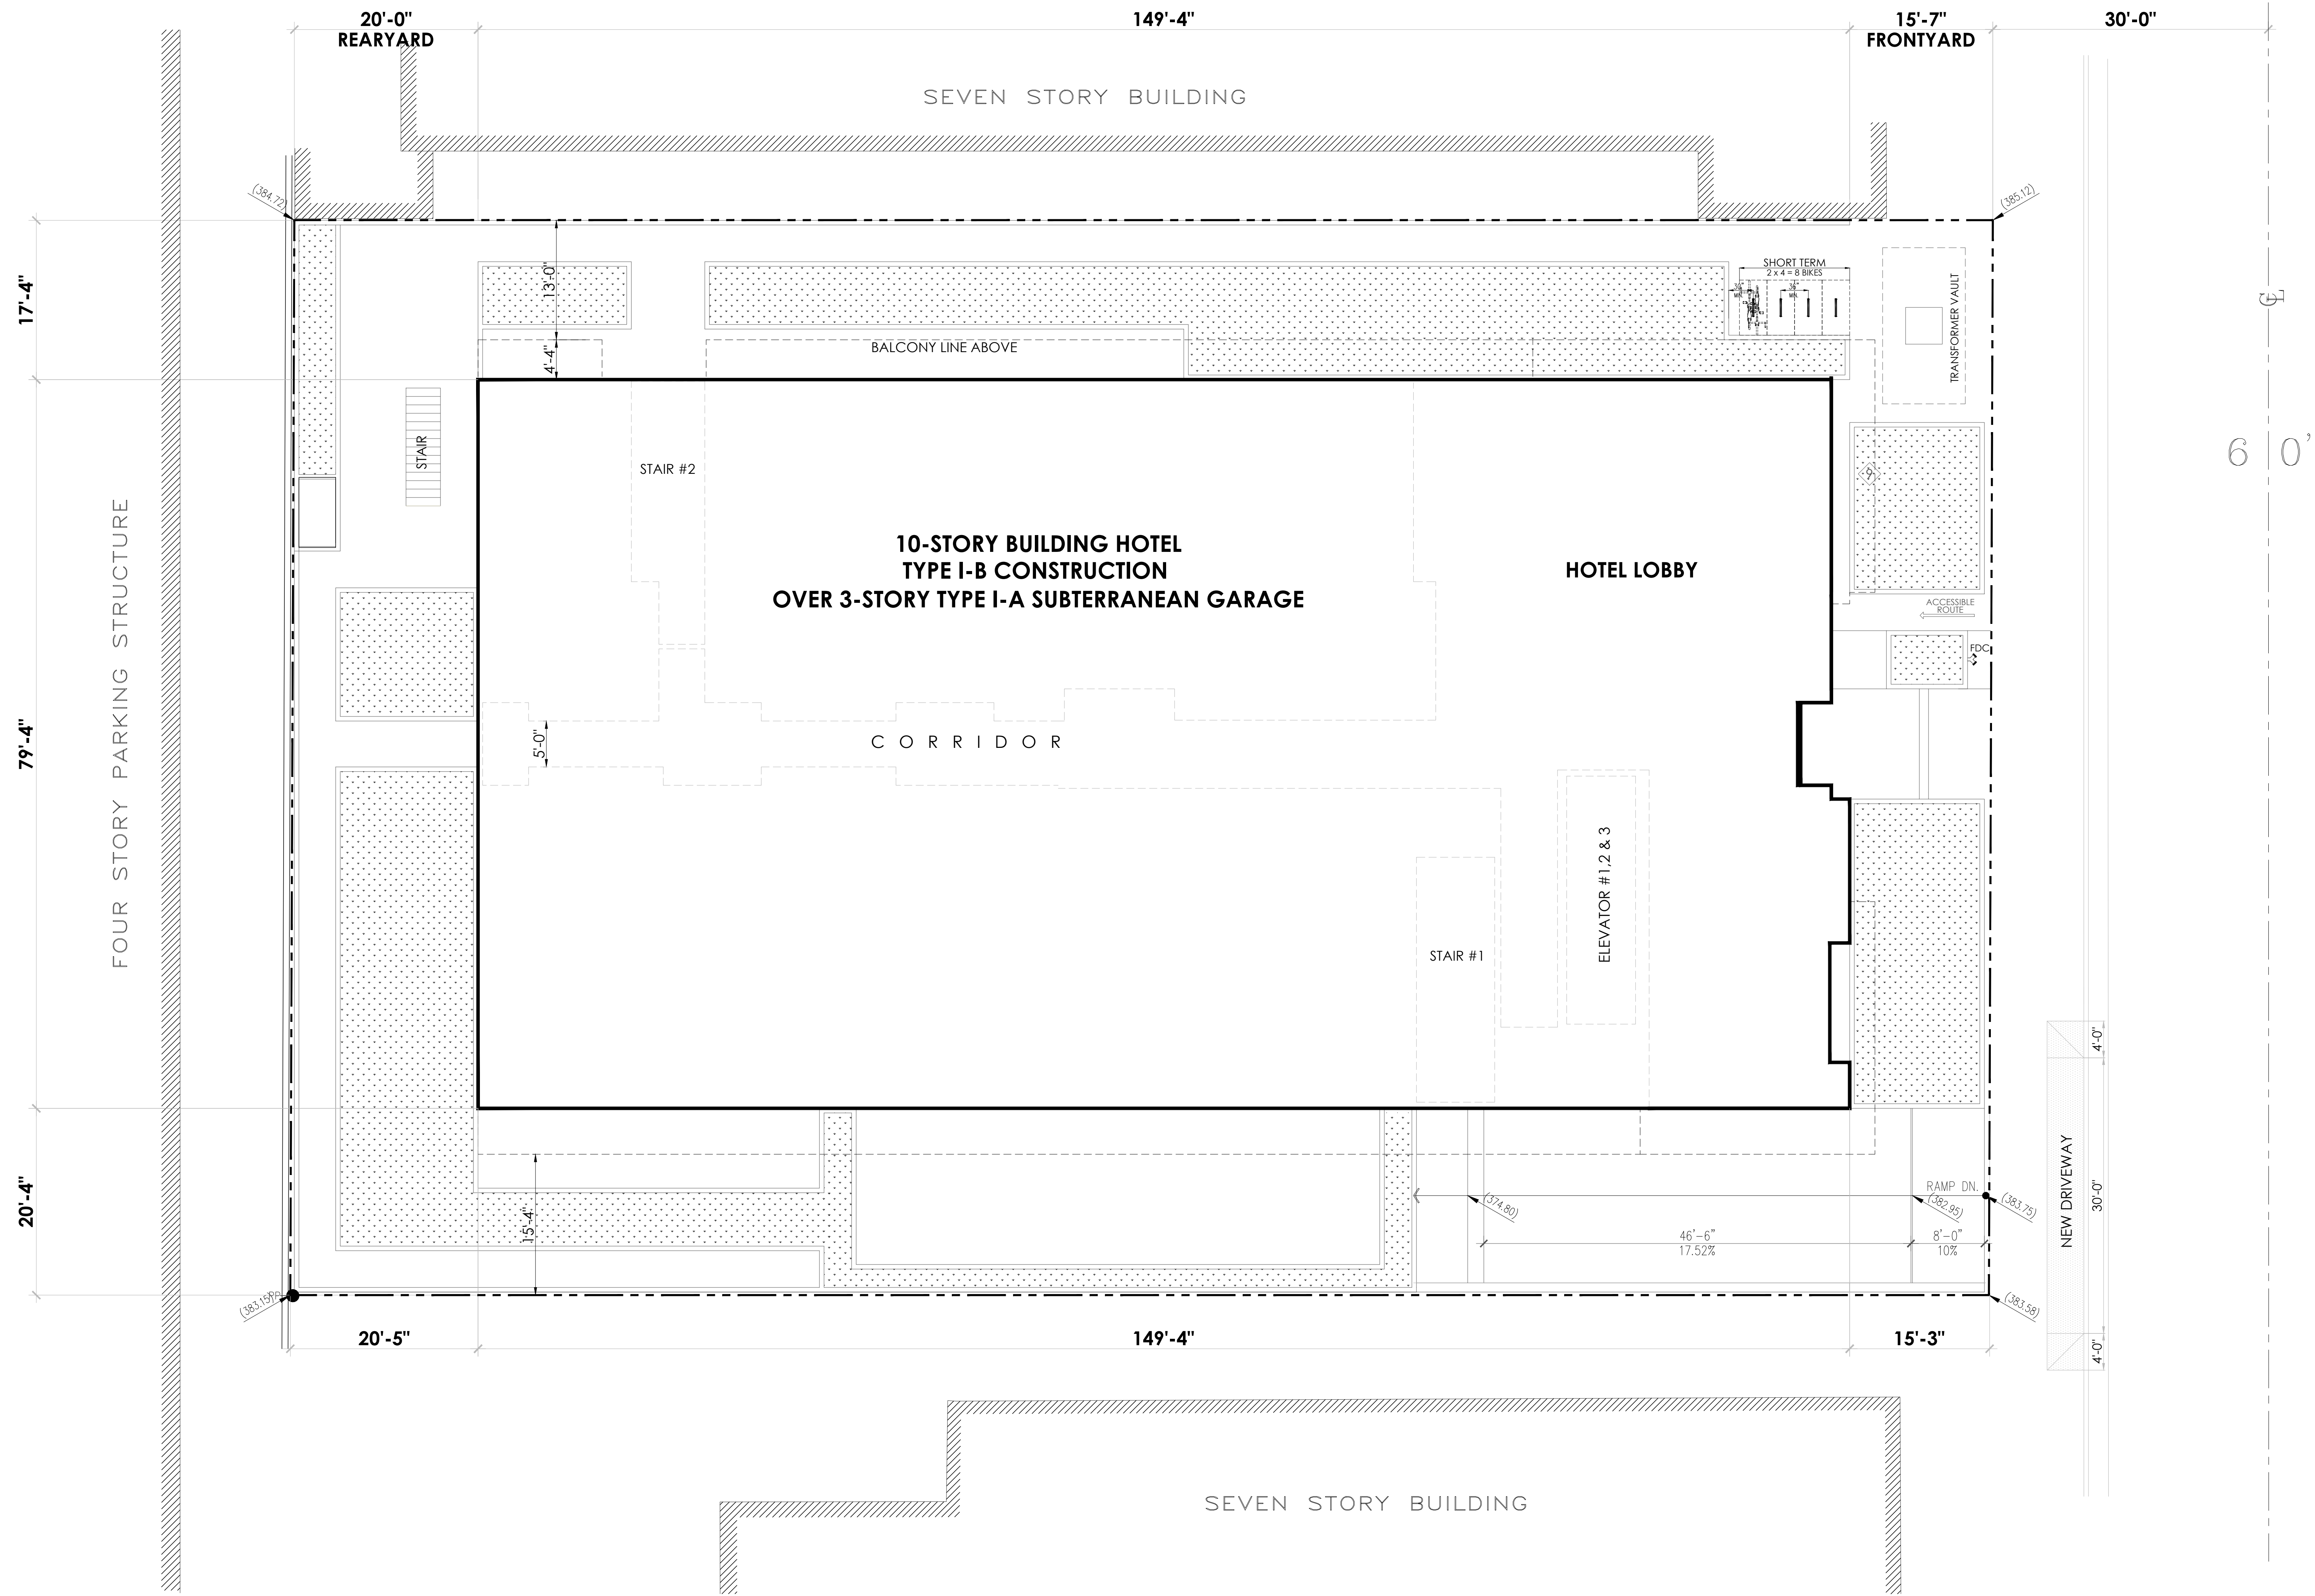 20'-0"
REARYARD
149'-4"
15'-7"
FRONTYARD
30'-0"
SEVEN STORY BUILDING
(384.72)
(385.12)
17'-4"
13'-0"
4'-4"
BALCONY LINE ABOVE
SHORT TERM
2 x 4 = 8 BIKES
36"
MIN.
TRANSFORMER VAULT
60'
STAIR
STAIR #2
FOUR STORY PARKING STRUCTURE
10-STORY BUILDING HOTEL
TYPE I-B CONSTRUCTION
OVER 3-STORY TYPE I-A SUBTERRANEAN GARAGE
HOTEL LOBBY
9
ACCESSIBLE
ROUTE
FDC
79'-4"
5'-0"
CORRIDOR
ELEVATOR #1,2 & 3
STAIR #1
4'-0"
NEW DRIVEWAY
30'-0"
4'-0"
20'-4"
15'-4"
RAMP DN.
(374.80)
(382.95)
(383.75)
46'-6"
17.52%
8'-0"
10%
(383.15)
PP
(383.58)
20'-5"
149'-4"
15'-3"
SEVEN STORY BUILDING